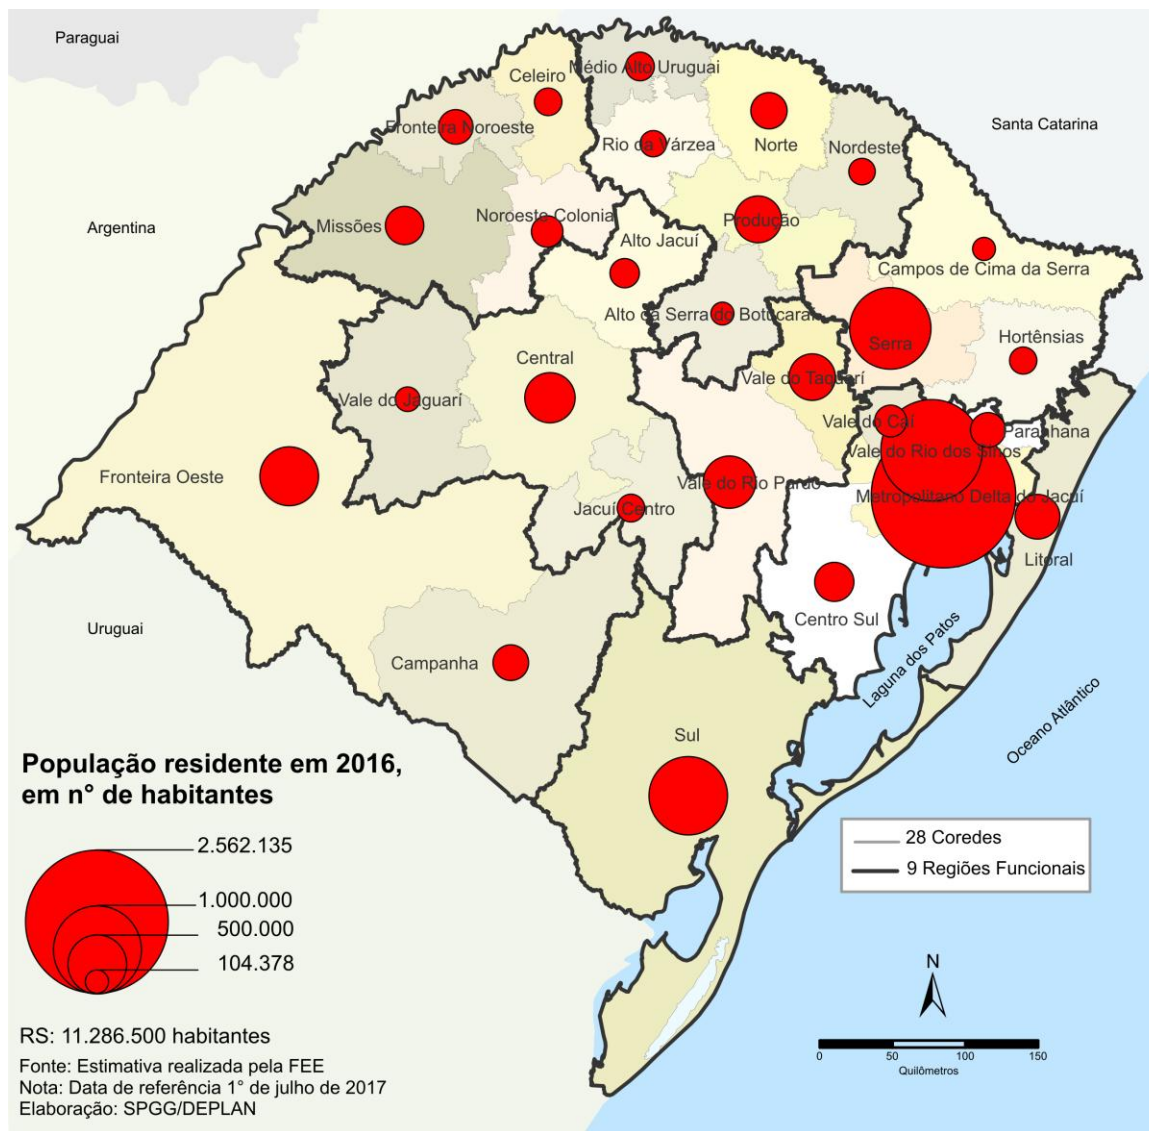 Paraguai
Médio Alto Uruguai
Celeiro
Fronteira Noroeste
Santa Catarina
Rio da Várzea
Norte
Nordeste
Argentina
Missões
Noroeste Colonial
Produção
Alto Jacuí
Campos de Cima da Serra
Alto da Serra do Botucaraí
Hortênsias
Serra
Central
Vale do Taquari
Vale do Jaguarí
Vale do Caí
Paranhana
Vale do Rio dos Sinos
Fronteira Oeste
Vale do Rio Pardo
Metropolitano Delta do Jacuí
Jacuí Centro
Litoral
Centro Sul
Uruguai
Campanha
Laguna dos Patos
Oceano Atlântico
Sul
População residente em 2016,
em n° de habitantes
2.562.135
1.000.000
500.000
104.378
28 Coredes
9 Regiões Funcionais
N
0 50 100 150
Quilômetros
RS: 11.286.500 habitantes
Fonte: Estimativa realizada pela FEE
Nota: Data de referência 1° de julho de 2017
Elaboração: SPGG/DEPLAN